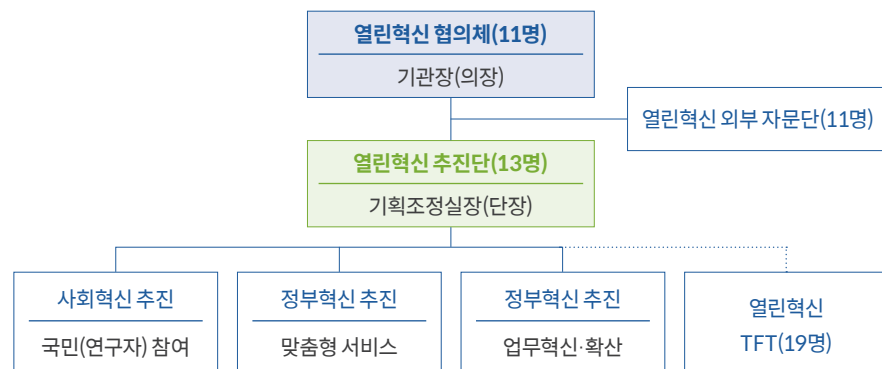 열린혁신 협의체(11명)
기관장(의장)
열린혁신 외부 자문단(11명)
열린혁신 추진단(13명)
기획조정실장(단장)
사회혁신 추진
국민(연구자) 참여
정부혁신 추진
맞춤형 서비스
정부혁신 추진
업무혁신·확산
열린혁신
TFT(19명)